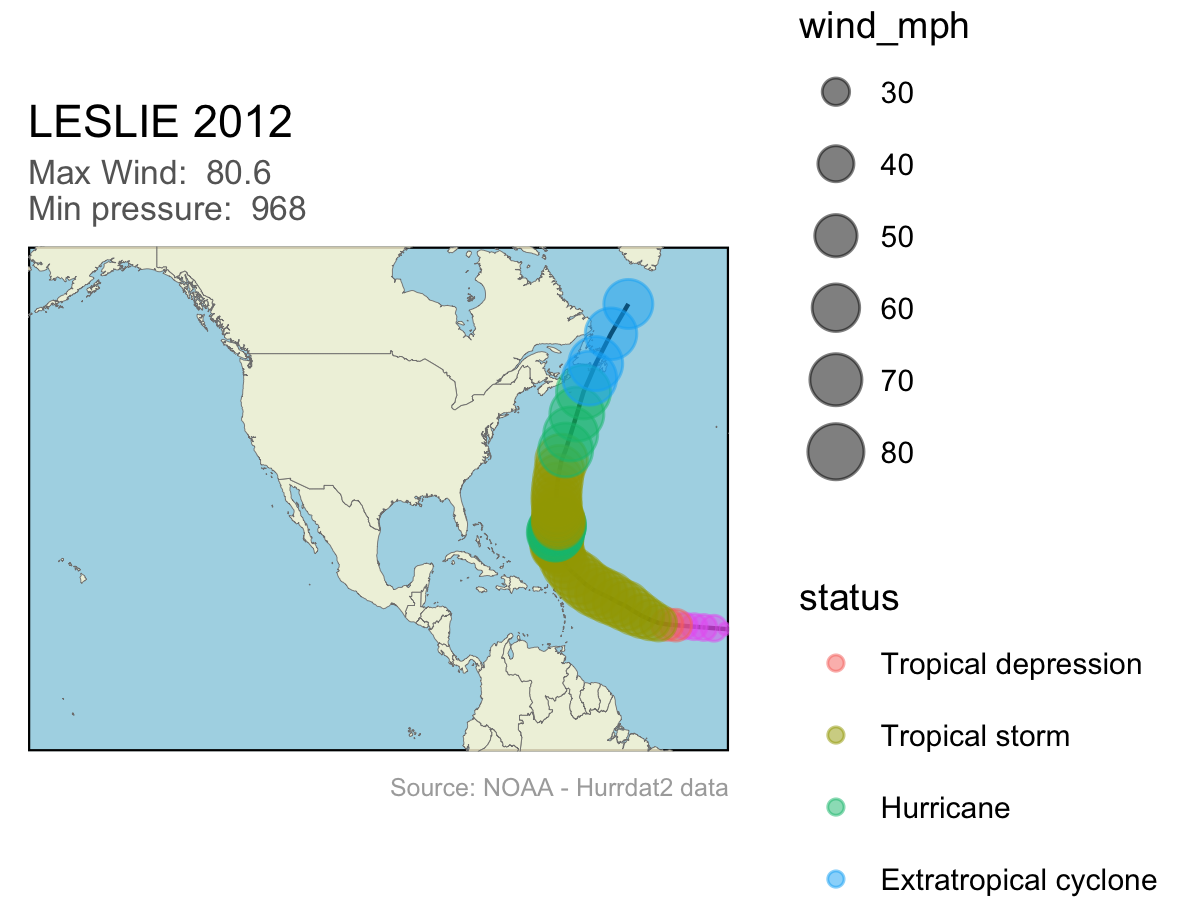 LESLIE 2012
Max Wind:  80.6
Min pressure:  968
Source: NOAA - Hurrdat2 data
wind_mph
30
40
50
60
70
80
status
Tropical depression
Tropical storm
Hurricane
Extratropical cyclone